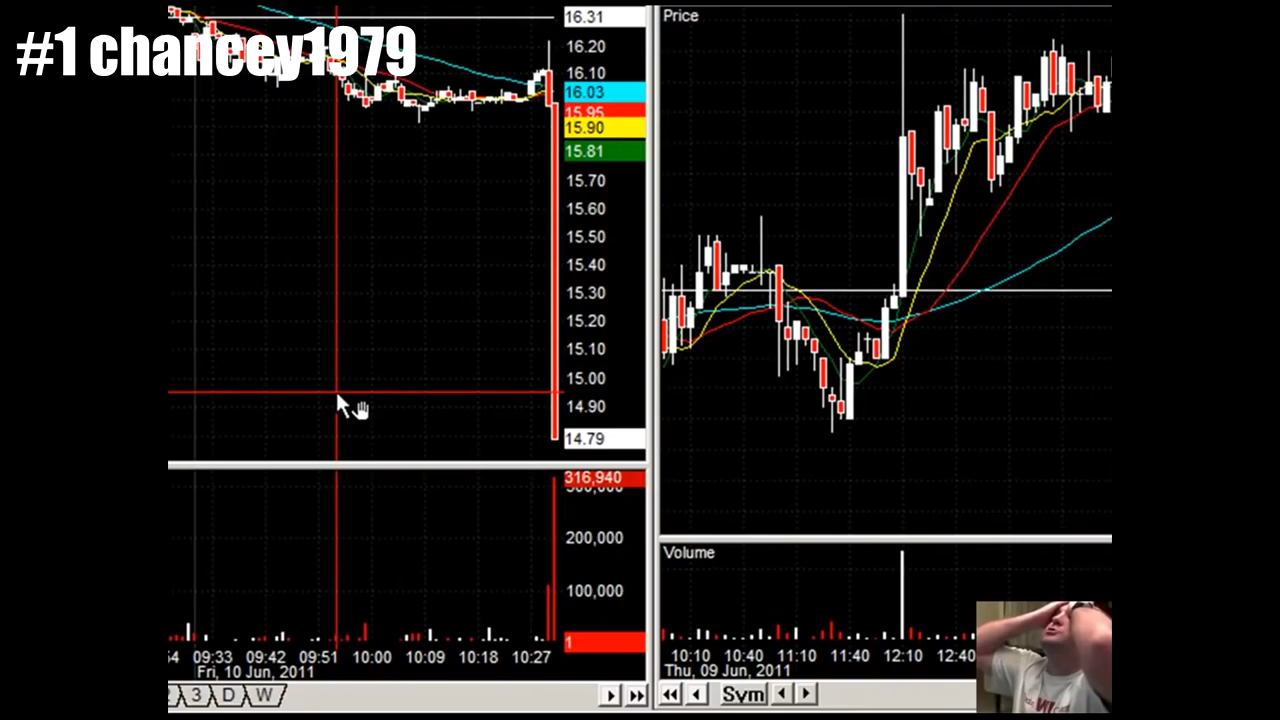 #1 chancey1979
16.31
16.20
16.10
16.03
15.95
15.90
15.81
15.70
15.60
15.50
15.40
15.30
15.20
15.10
15.00
14.90
14.79
316,940
200,000
100,000
1
54 09:33 09:42 09:51 10:00 10:09 10:18 10:27
Fri, 10 Jun, 2011
3 D W
Price
Volume
10:10 10:40 11:10 11:40 12:10 12:40
Thu, 09 Jun, 2011
Sym